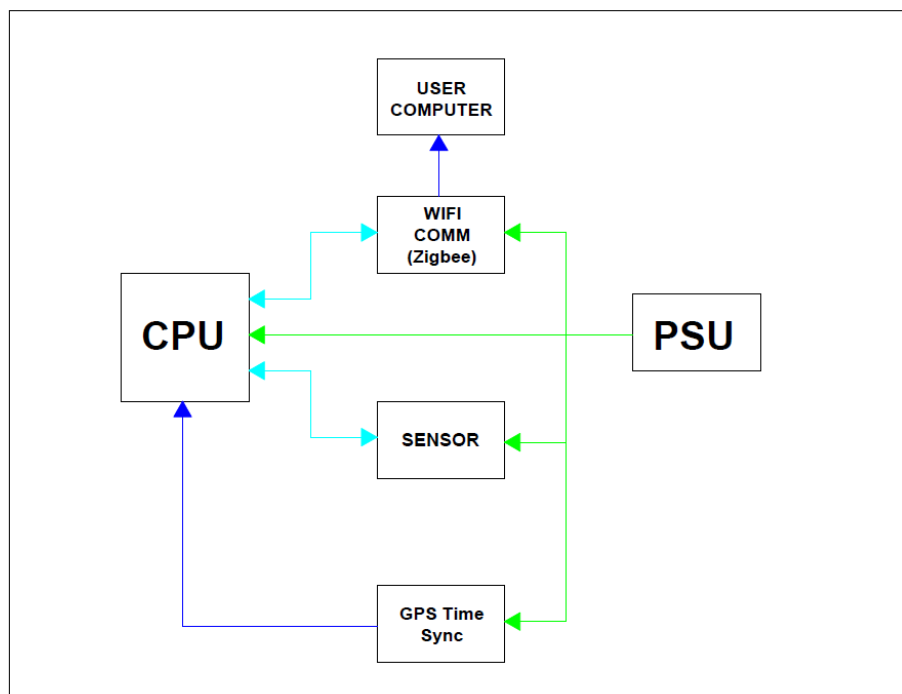 USER
COMPUTER
WIFI
COMM
(Zigbee)
CPU
PSU
SENSOR
GPS Time
Sync